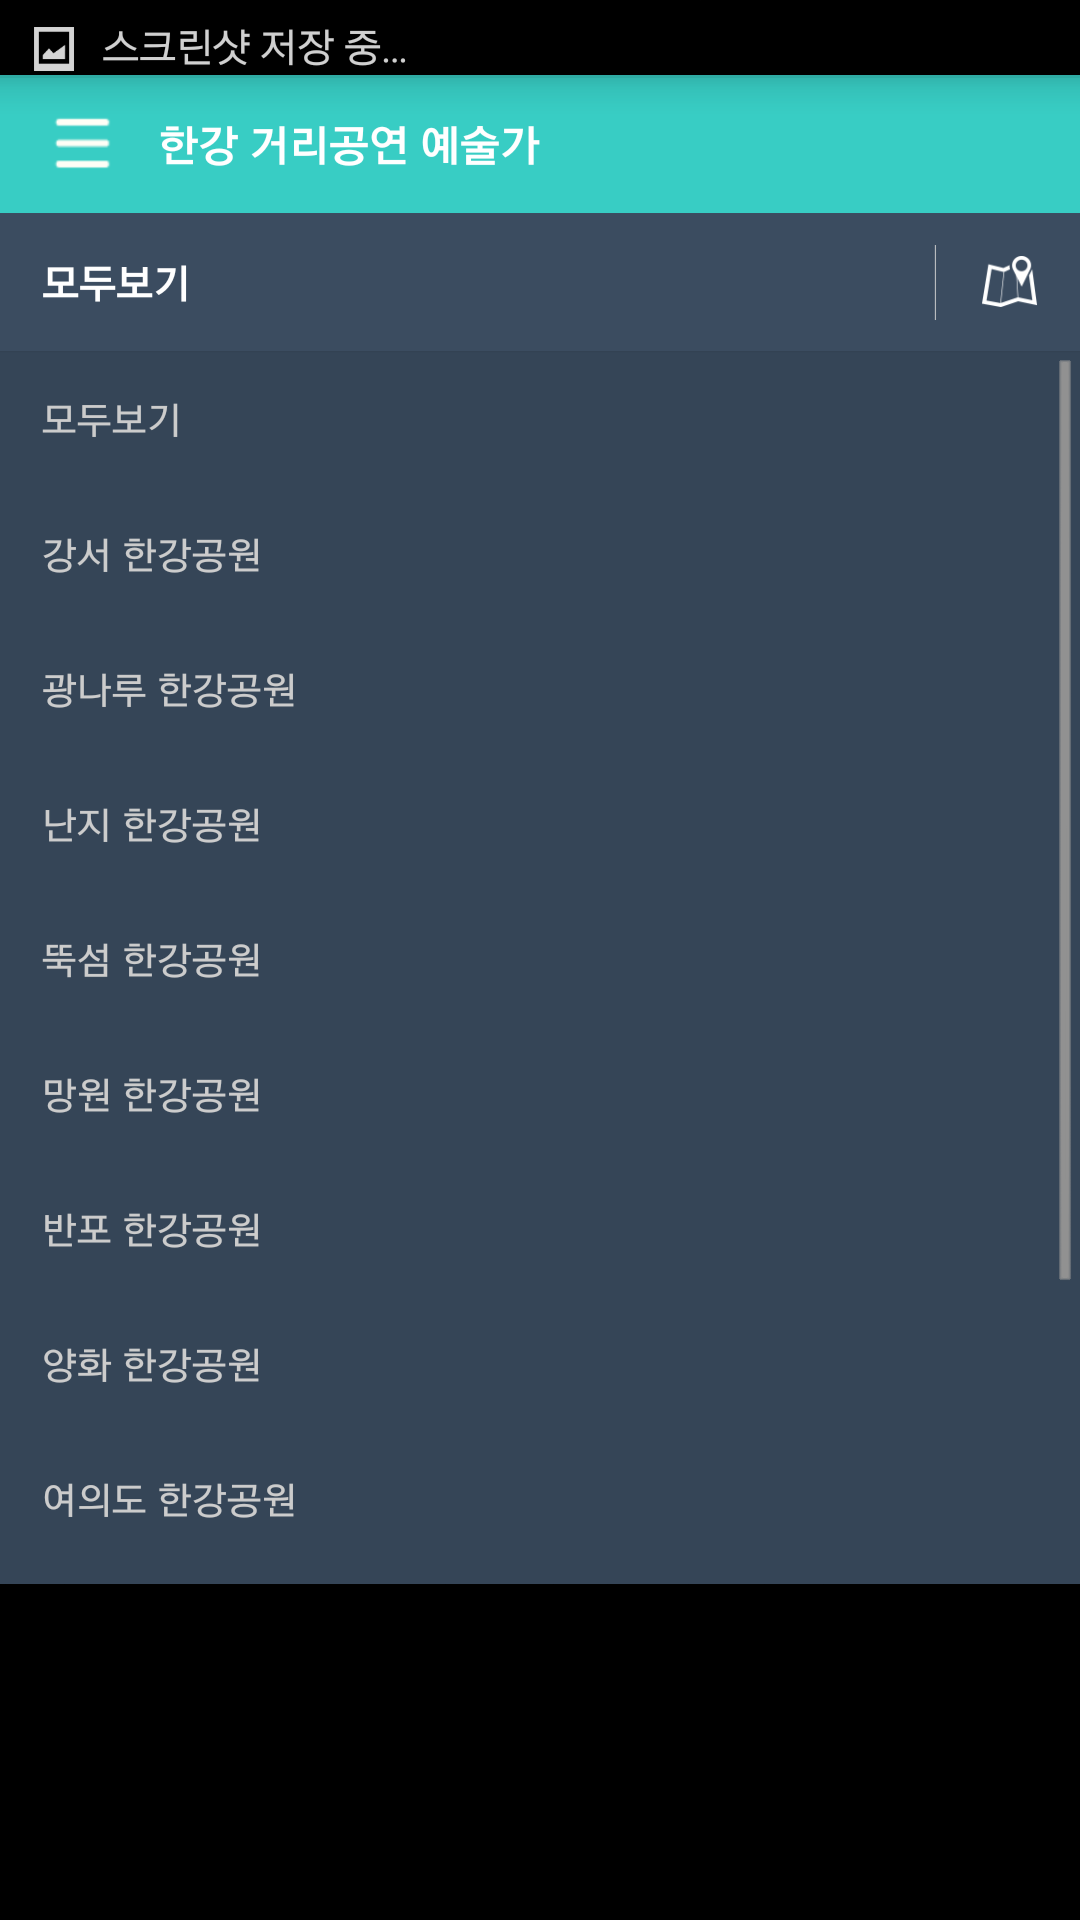 스크린샷 저장 중...
한강 거리공연 예술가
모두보기
모두보기
강서 한강공원
광나루 한강공원
난지 한강공원
뚝섬 한강공원
망원 한강공원
반포 한강공원
양화 한강공원
여의도 한강공원